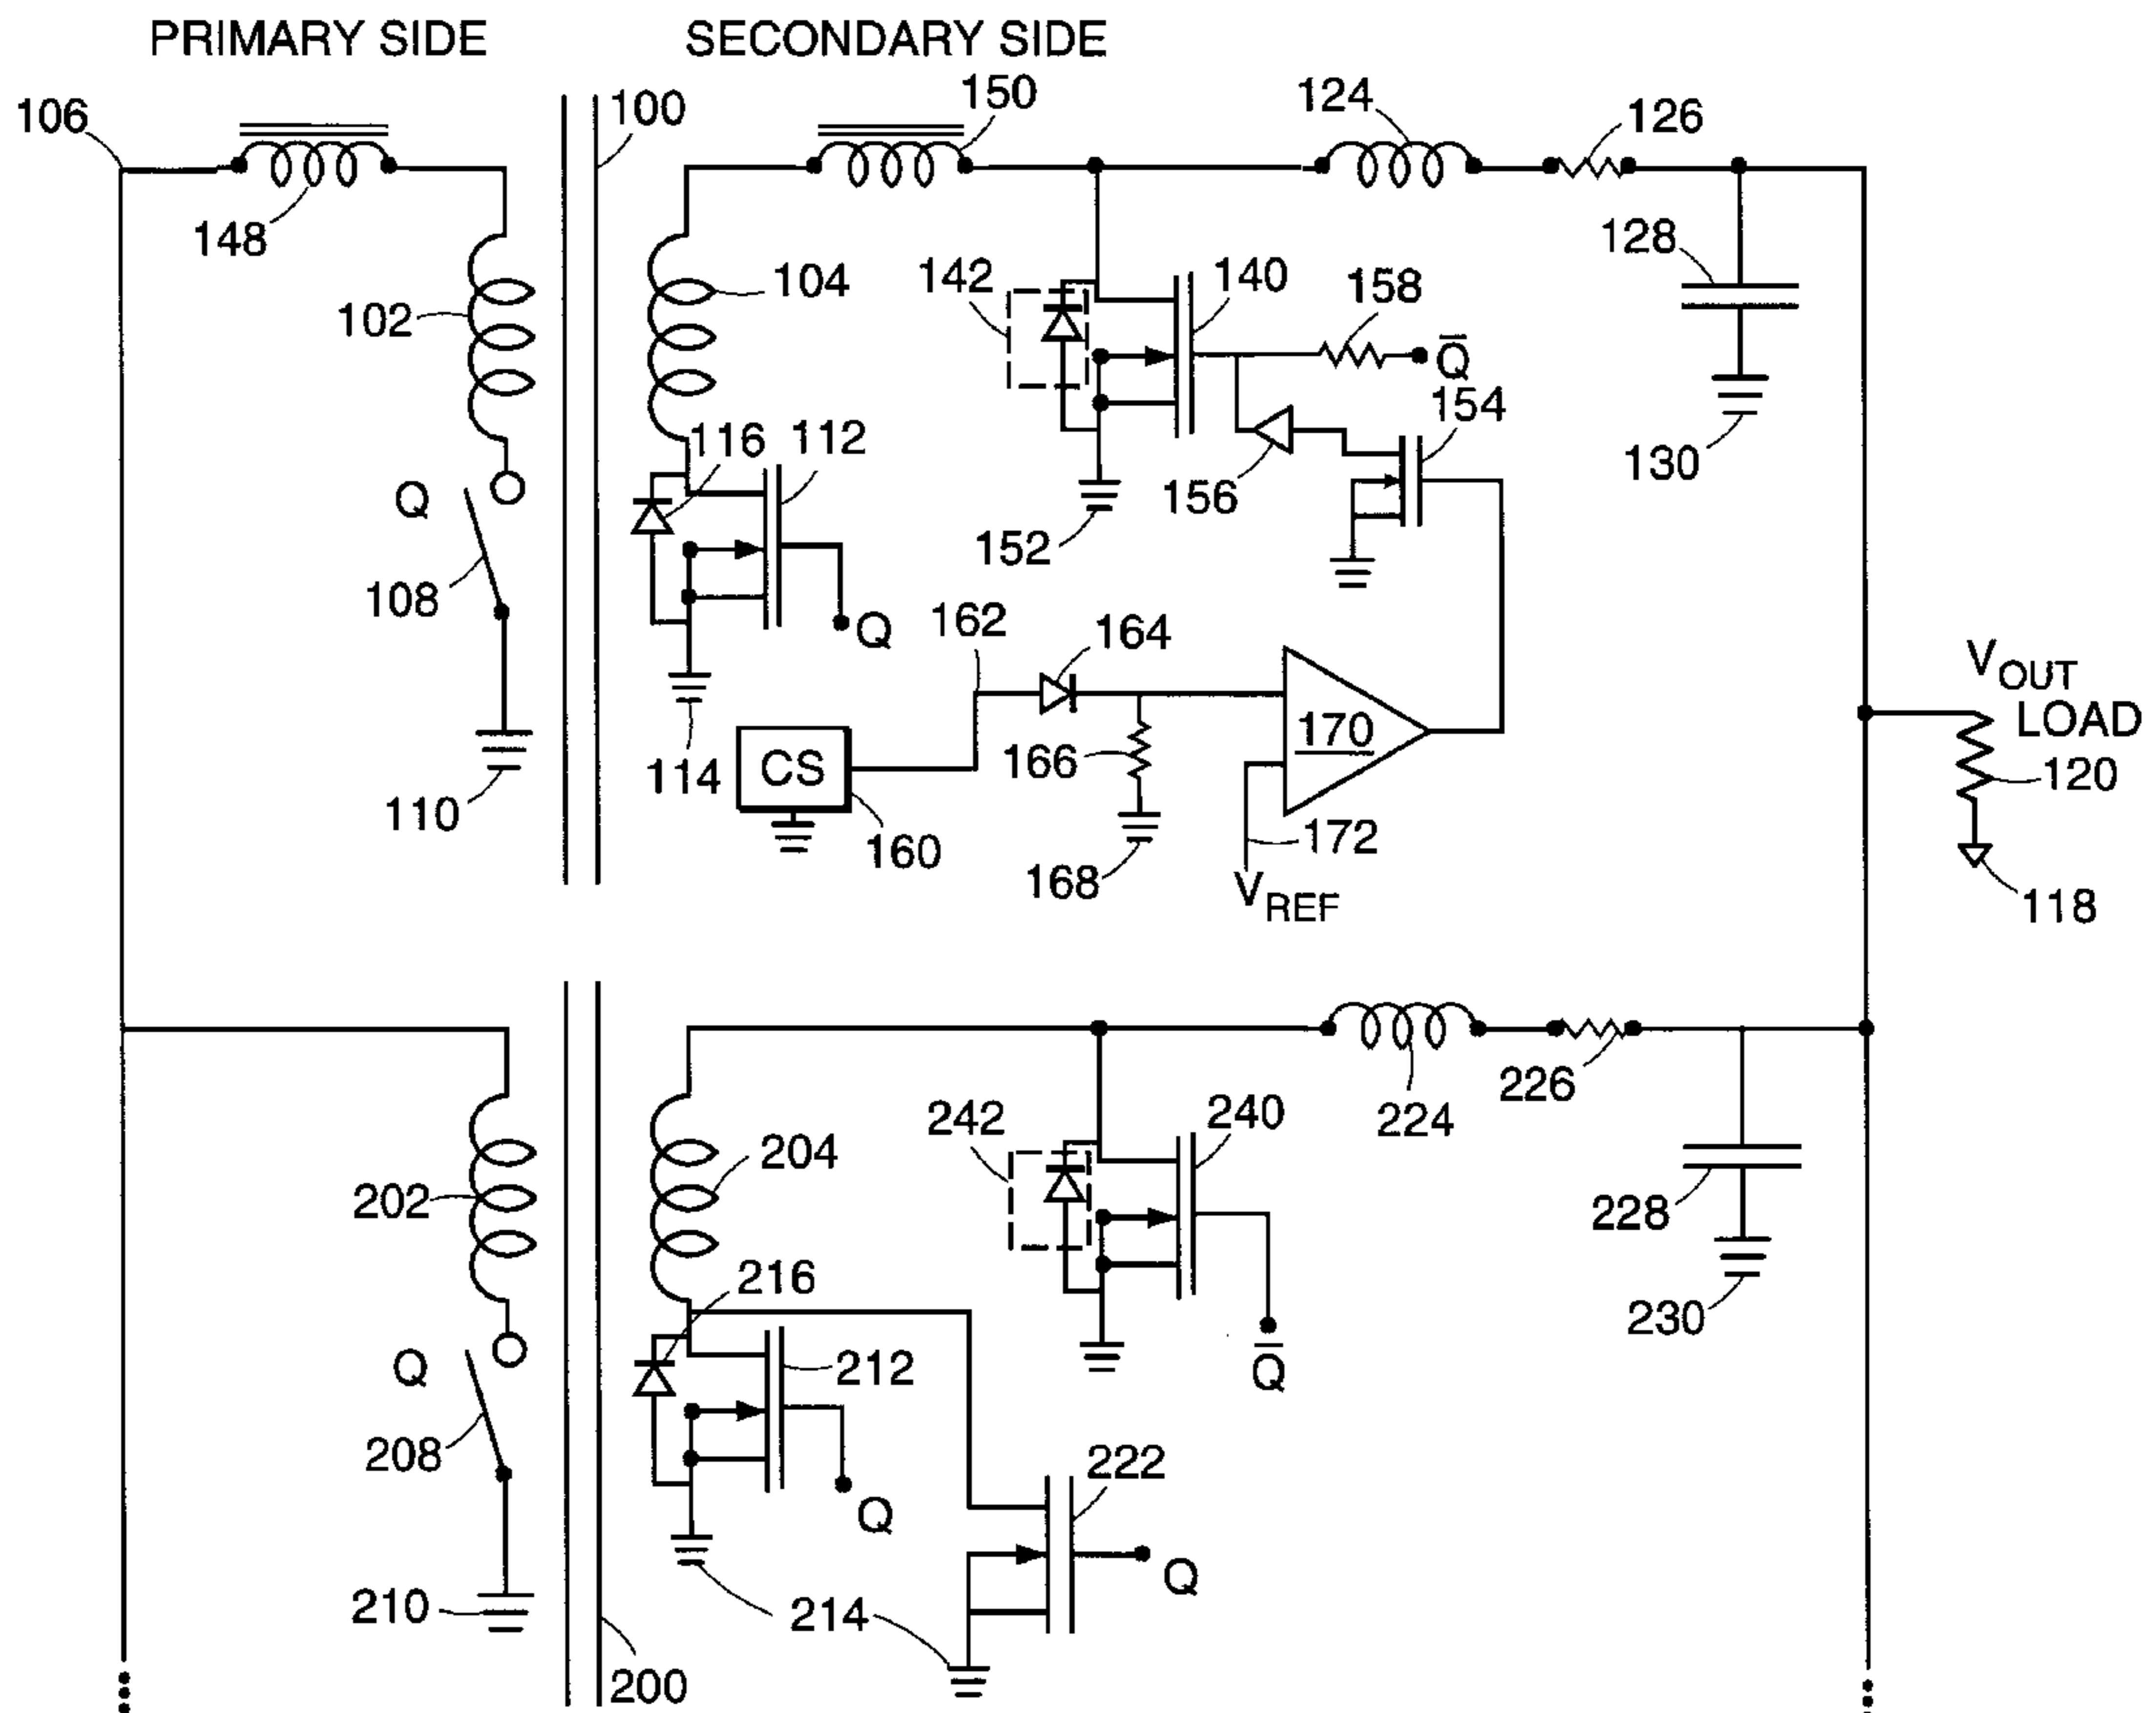 PRIMARY SIDE SECONDARY SIDE
106 100 150 124 126
148
102 104 142 140 158 128
Q̅
154
116 112
Q
156 130
152
108
Q
162 164
V_OUT
LOAD
110 114 CS 166 170 120
160 172
168
V_REF
118
226
224
202 204 242 240
228
216
230
Q̅
Q
212
208
222
Q
Q
210 214
200